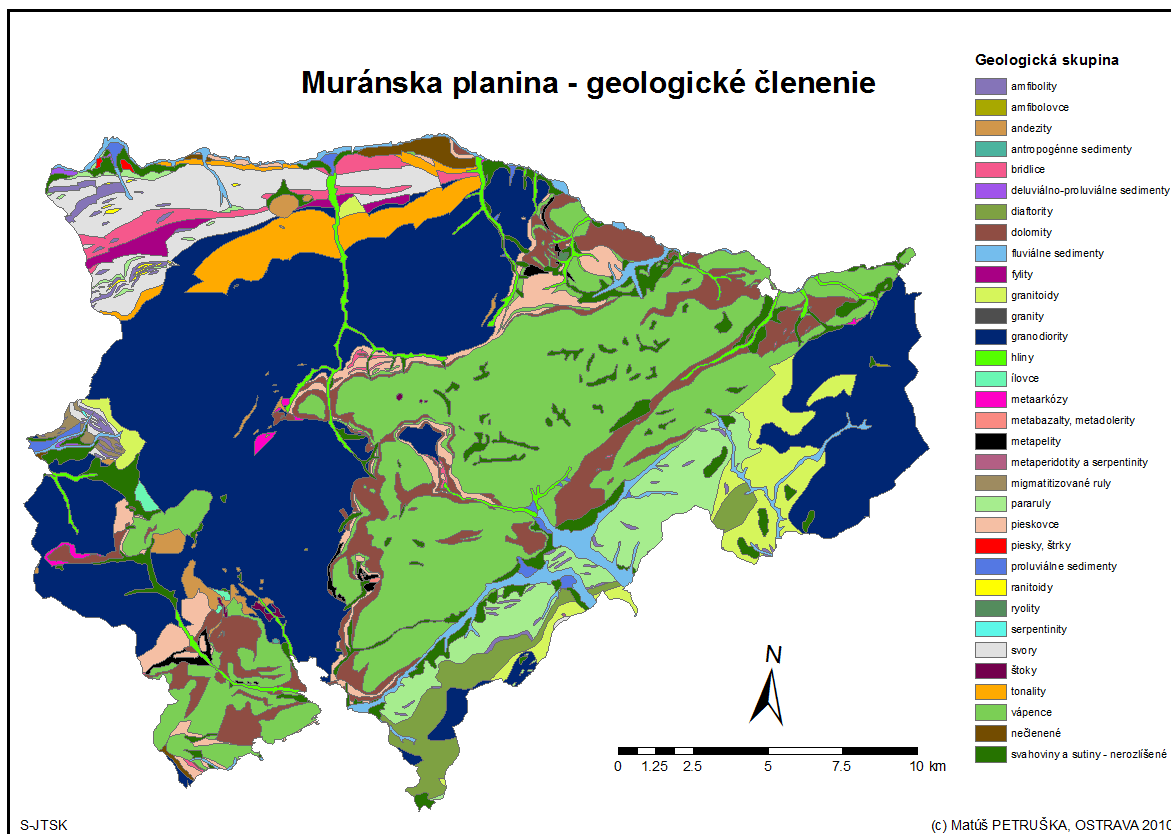 Muránska planina - geologické členenie
Geologická skupina
amfibolity
amfibolovce
andezity
antropogénne sedimenty
bridlice
deluviálno-proluviálne sedimenty
diaftority
dolomity
fluviálne sedimenty
fylity
granitoidy
granity
granodiority
hliny
ílovce
metaarkózy
metabazalty, metadolerity
metapelity
metaperidotity a serpentinity
migmatitizované ruly
pararuly
pieskovce
piesky, štrky
proluviálne sedimenty
ranitoidy
ryolity
serpentinity
svory
štoky
tonality
vápence
nečlenené
svahoviny a sutiny - nerozlíšené
N
0 1.25 2.5 5 7.5 10 km
S-JTSK
(c) Matúš PETRUŠKA, OSTRAVA 2010